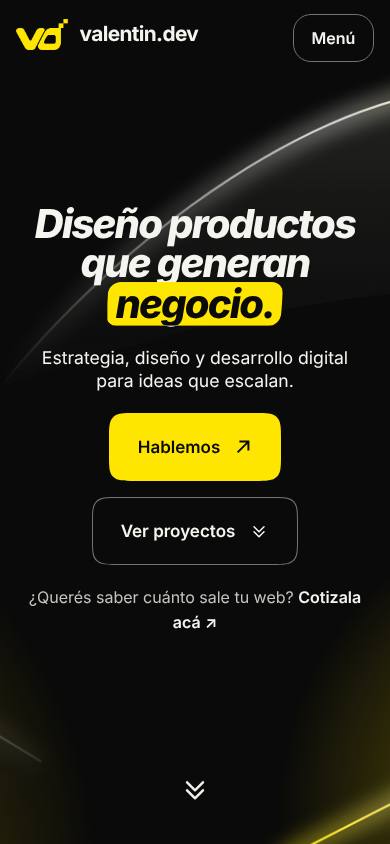 vd valentin.dev
Menú
Diseño productos
que generan
negocio.
Estrategia, diseño y desarrollo digital
para ideas que escalan.
Hablemos
Ver proyectos
¿Querés saber cuánto sale tu web? Cotizala
acá